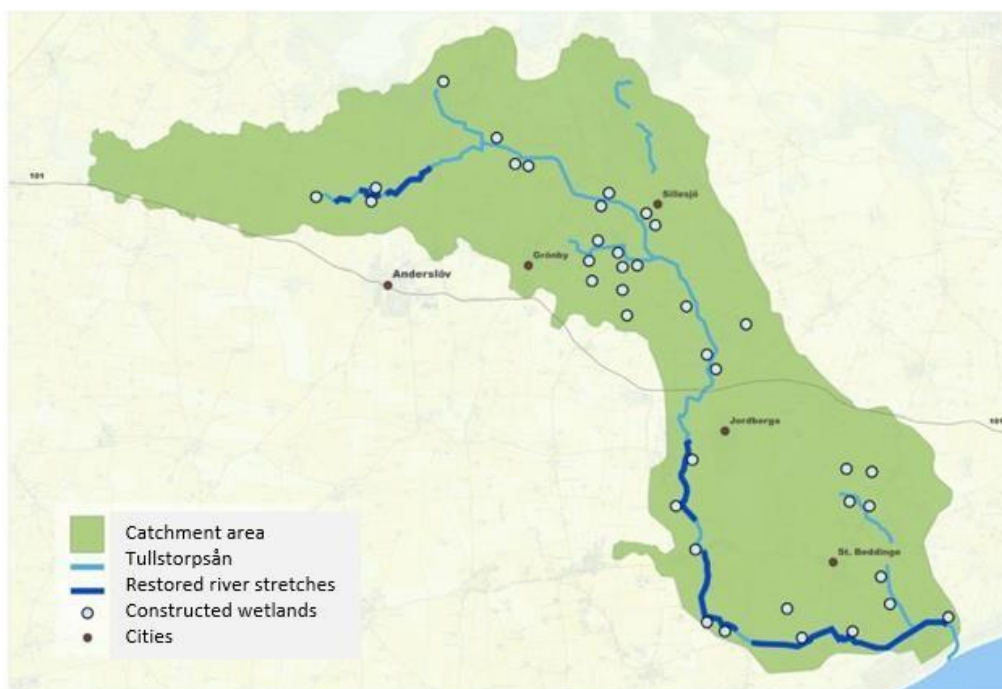 101
Sillesjö
Grönby
Anderslöv
101
Jordberga
St. Beddinge
Catchment area
Tullstorpsån
Restored river stretches
Constructed wetlands
Cities